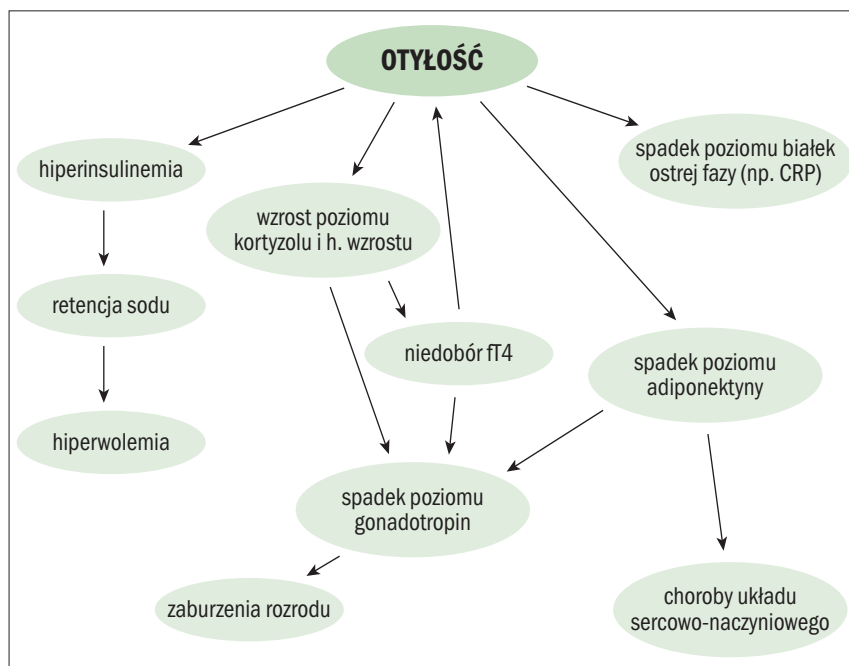 OTYŁOŚĆ
hiperinsulinemia
spadek poziomu białek
ostrej fazy (np. CRP)
wzrost poziomu
kortyzolu i h. wzrostu
retencja sodu
niedobór fT4
spadek poziomu
adiponektyny
hiperwolemia
spadek poziomu
gonadotropin
zaburzenia rozrodu
choroby układu
sercowo-naczyniowego